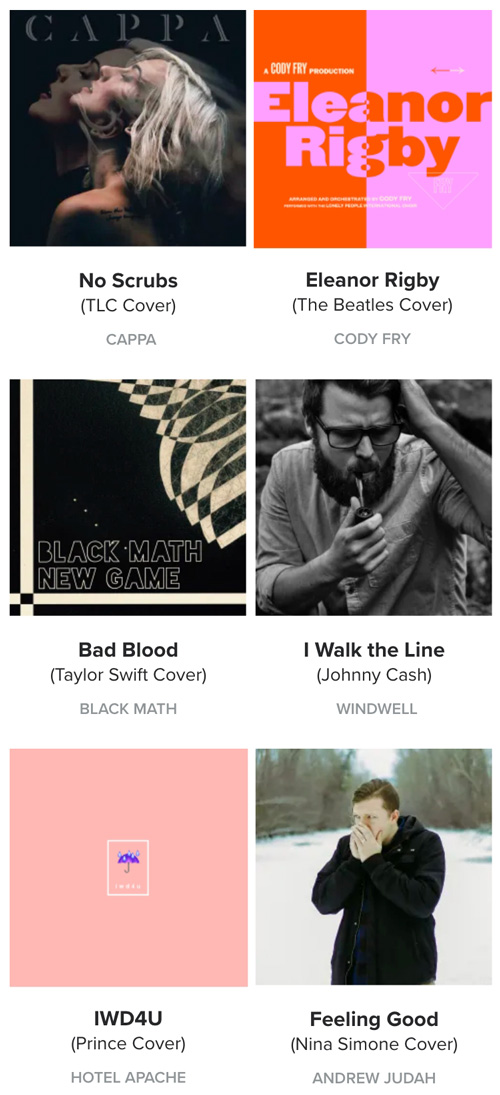 CAPPA
A CODY FRY PRODUCTION
Eleanor
Rigby
ARRANGED AND ORCHESTRATED BY CODY FRY
PERFORMED WITH THE LONELY PEOPLE INTERNATIONAL CHOIR
No Scrubs
(TLC Cover)
CAPPA
Eleanor Rigby
(The Beatles Cover)
CODY FRY
BLACK MATH
NEW GAME
Bad Blood
(Taylor Swift Cover)
BLACK MATH
I Walk the Line
(Johnny Cash)
WINDWELL
IWD4U
IWD4U
(Prince Cover)
HOTEL APACHE
Feeling Good
(Nina Simone Cover)
ANDREW JUDAH